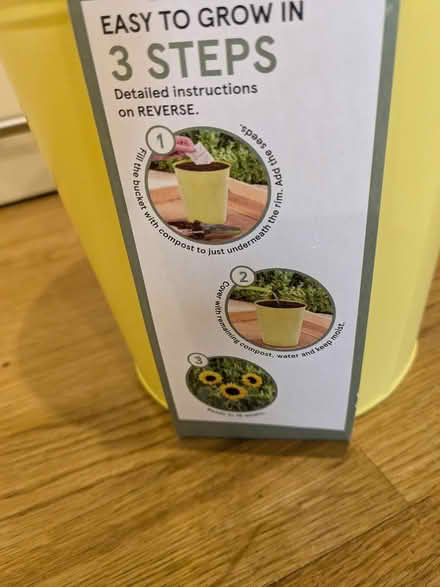 EASY TO GROW IN
3 STEPS
Detailed instructions
on REVERSE.
1
Fill the bucket with compost to just underneath the rim. Add the seeds.
2
Cover with remaining compost, water and keep moist.
3